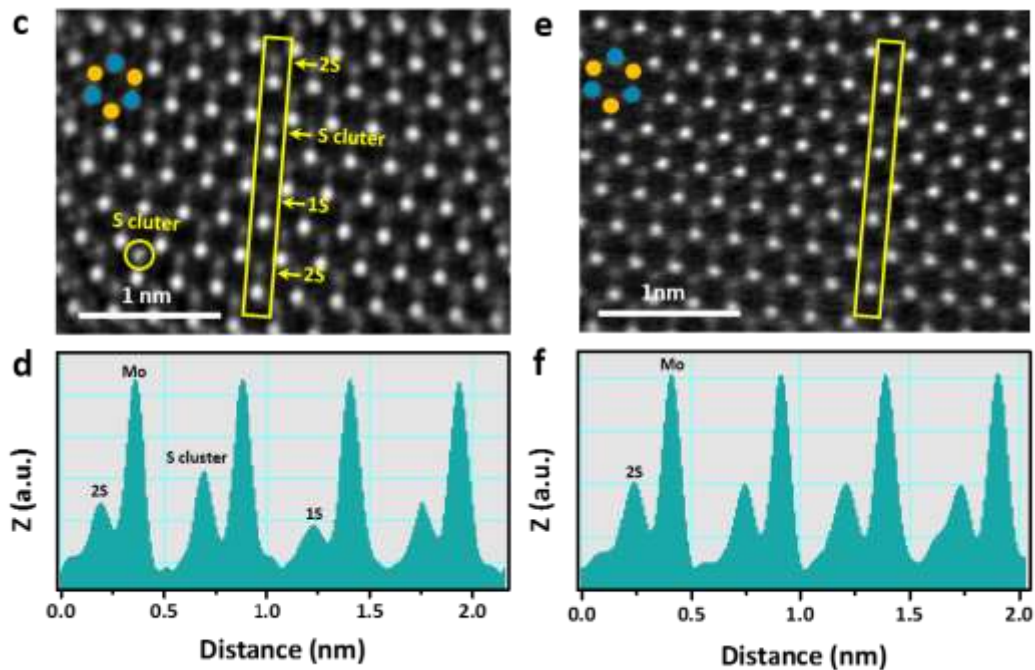 c
2S
S cluter
1S
S cluter
2S
1 nm
e
1nm
d
Mo
S cluster
2S
1S
Z (a.u.)
0.0 0.5 1.0 1.5 2.0
Distance (nm)
f
Mo
2S
Z (a.u.)
0.0 0.5 1.0 1.5 2.0
Distance (nm)